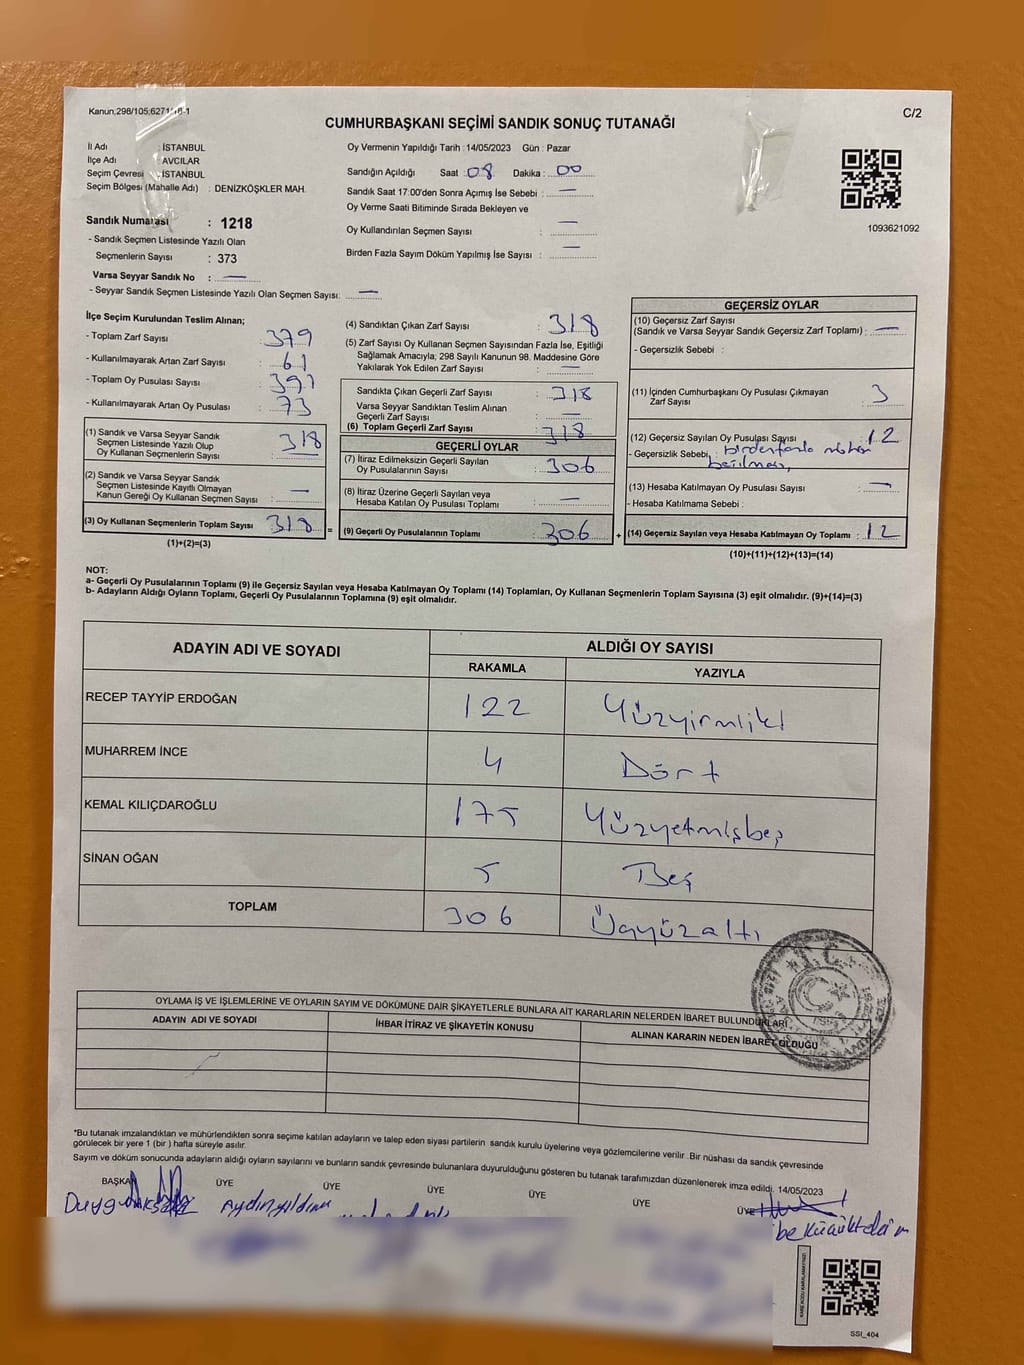 Kanun,298/105;6271/16-1
C/2
CUMHURBAŞKANI SEÇİMİ SANDIK SONUÇ TUTANAĞI
İl Adı : İSTANBUL
İlçe Adı : AVCILAR
Seçim Çevresi : İSTANBUL
Seçim Bölgesi (Mahalle Adı) : DENİZKÖŞKLER MAH.
Sandık Numarası : 1218
- Sandık Seçmen Listesinde Yazılı Olan
Seçmenlerin Sayısı : 373
Varsa Seyyar Sandık No : —
- Seyyar Sandık Seçmen Listesinde Yazılı Olan Seçmen Sayısı: —
Oy Vermenin Yapıldığı Tarih : 14/05/2023 Gün : Pazar
Sandığın Açıldığı Saat : 08 Dakika : 00
Sandık Saat 17:00'den Sonra Açımış İse Sebebi : —
Oy Verme Saati Bitiminde Sırada Bekleyen ve
Oy Kullandırılan Seçmen Sayısı : —
Birden Fazla Sayım Döküm Yapılmış İse Sayısı : —
1093621092
İlçe Seçim Kurulundan Teslim Alınan;
- Toplam Zarf Sayısı : 379
- Kullanılmayarak Artan Zarf Sayısı : 61
- Toplam Oy Pusulası Sayısı : 391
- Kullanılmayarak Artan Oy Pusulası : 73
(1) Sandık ve Varsa Seyyar Sandık
Seçmen Listesinde Yazılı Olup
Oy Kullanan Seçmenlerin Sayısı : 318
(2) Sandık ve Varsa Seyyar Sandık
Seçmen Listesinde Kayıtlı Olmayan
Kanun Gereği Oy Kullanan Seçmen Sayısı : —
(3) Oy Kullanan Seçmenlerin Toplam Sayısı : 318 =
(1)+(2)=(3)
(4) Sandıktan Çıkan Zarf Sayısı : 318
(5) Zarf Sayısı Oy Kullanan Seçmen Sayısından Fazla İse, Eşitliği
Sağlamak Amacıyla; 298 Sayılı Kanunun 98. Maddesine Göre
Yakılarak Yok Edilen Zarf Sayısı : —
Sandıkta Çıkan Geçerli Zarf Sayısı : 318
Varsa Seyyar Sandıktan Teslim Alınan
Geçerli Zarf Sayısı : —
(6) Toplam Geçerli Zarf Sayısı : 318
GEÇERLİ OYLAR
(7) İtiraz Edilmeksizin Geçerli Sayılan
Oy Pusulalarının Sayısı : 306
(8) İtiraz Üzerine Geçerli Sayılan veya
Hesaba Katılan Oy Pusulası Toplamı : —
(9) Geçerli Oy Pusulalarının Toplamı : 306 +
GEÇERSİZ OYLAR
(10) Geçersiz Zarf Sayısı
(Sandık ve Varsa Seyyar Sandık Geçersiz Zarf Toplamı) : —
- Geçersizlik Sebebi :
(11) İçinden Cumhurbaşkanı Oy Pusulası Çıkmayan
Zarf Sayısı : 3
(12) Geçersiz Sayılan Oy Pusulası Sayısı : 12
- Geçersizlik Sebebi : birden fazla mühür
basılması
(13) Hesaba Katılmayan Oy Pusulası Sayısı : —
- Hesaba Katılmama Sebebi :
(14) Geçersiz Sayılan veya Hesaba Katılmayan Oy Toplamı : 12
(10)+(11)+(12)+(13)=(14)
NOT:
a- Geçerli Oy Pusulalarının Toplamı (9) ile Geçersiz Sayılan veya Hesaba Katılmayan Oy Toplamı (14) Toplamları, Oy Kullanan Seçmenlerin Toplam Sayısına (3) eşit olmalıdır. (9)+(14)=(3)
b- Adayların Aldığı Oyların Toplamı, Geçerli Oy Pusulalarının Toplamına (9) eşit olmalıdır.
ADAYIN ADI VE SOYADI
ALDIĞI OY SAYISI
RAKAMLA YAZIYLA
RECEP TAYYİP ERDOĞAN 122 Yüzyirmiiki
MUHARREM İNCE 4 Dört
KEMAL KILIÇDAROĞLU 175 Yüzyetmişbeş
SİNAN OĞAN 5 Beş
TOPLAM 306 Üçyüzaltı
T.C.
OYLAMA İŞ VE İŞLEMLERİNE VE OYLARIN SAYIM VE DÖKÜMÜNE DAİR ŞİKAYETLERLE BUNLARA AİT KARARLARIN NELERDEN İBARET BULUNDUKLARI
ADAYIN ADI VE SOYADI İHBAR İTİRAZ VE ŞİKAYETİN KONUSU ALINAN KARARIN NEDEN İBARET OLDUĞU
*Bu tutanak imzalandıktan ve mühürlendikten sonra seçime katılan adayların ve talep eden siyasi partilerin sandık kurulu üyelerine veya gözlemcilerine verilir. Bir nüshası da sandık çevresinde
görülecek bir yere 1 (bir ) hafta süreyle asılır.
Sayım ve döküm sonucunda adayların aldığı oyların sayılarını ve bunların sandık çevresinde bulunanlara duyurulduğunu gösteren bu tutanak tarafımızdan düzenlenerek imza edildi. 14/05/2023
BAŞKAN ÜYE ÜYE ÜYE ÜYE ÜYE ÜYE
Aydın yıldırım
SSI_404